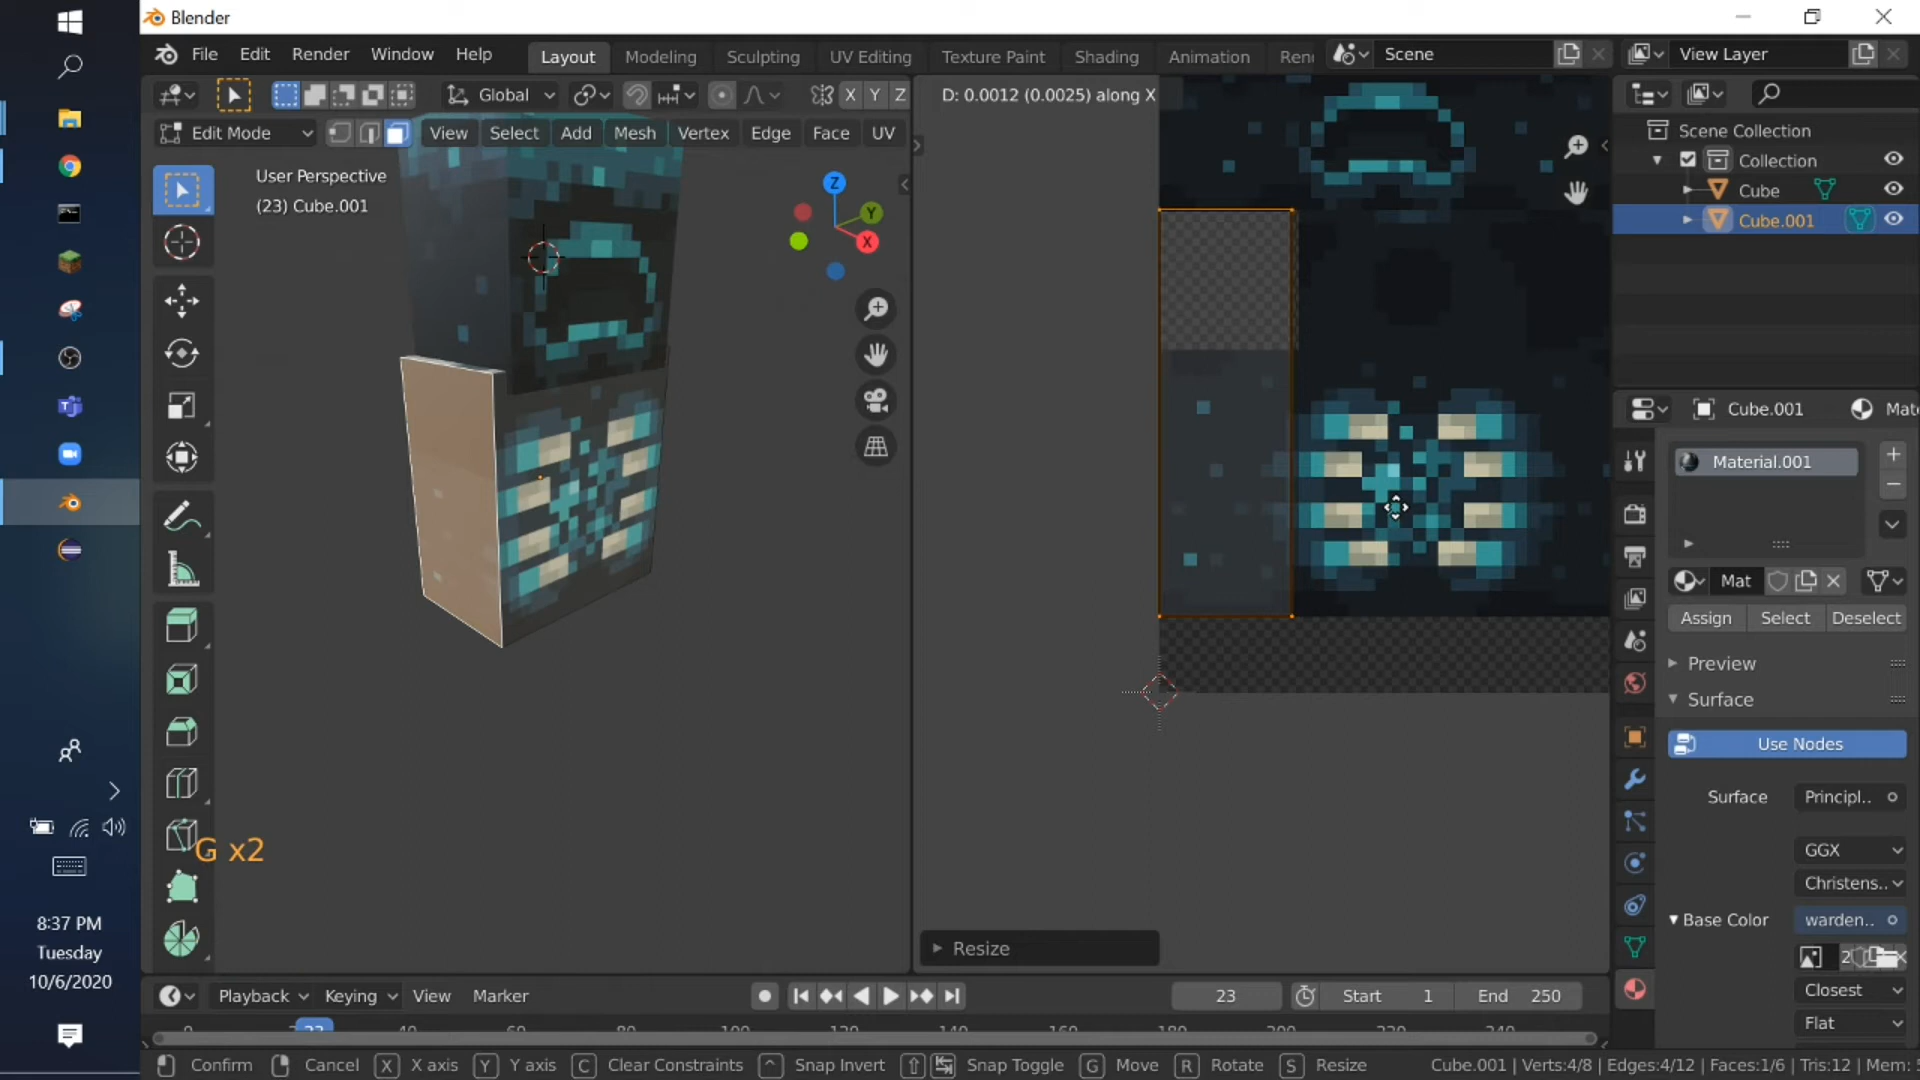 Blender
File Edit Render Window Help Layout Modeling Sculpting UV Editing Texture Paint Shading Animation Ren Scene View Layer
Global X Y Z
D: 0.0012 (0.0025) along X
Edit Mode View Select Add Mesh Vertex Edge Face UV
Scene Collection
Collection
Cube
Cube.001
User Perspective
(23) Cube.001
Z
Y
X
Cube.001 Mate
Material.001
Mat
Assign Select Deselect
Preview
Surface
Use Nodes
Surface Principl..
GGX
Christens..
Base Color warden..
2
Closest
Flat
G x2
Resize
8:37 PM
Tuesday
10/6/2020
Playback Keying View Marker 23 Start 1 End 250
Confirm Cancel X X axis Y Y axis C Clear Constraints ^ Snap Invert Snap Toggle G Move R Rotate S Resize Cube.001 | Verts:4/8 | Edges:4/12 | Faces:1/6 | Tris:12 | Mem: